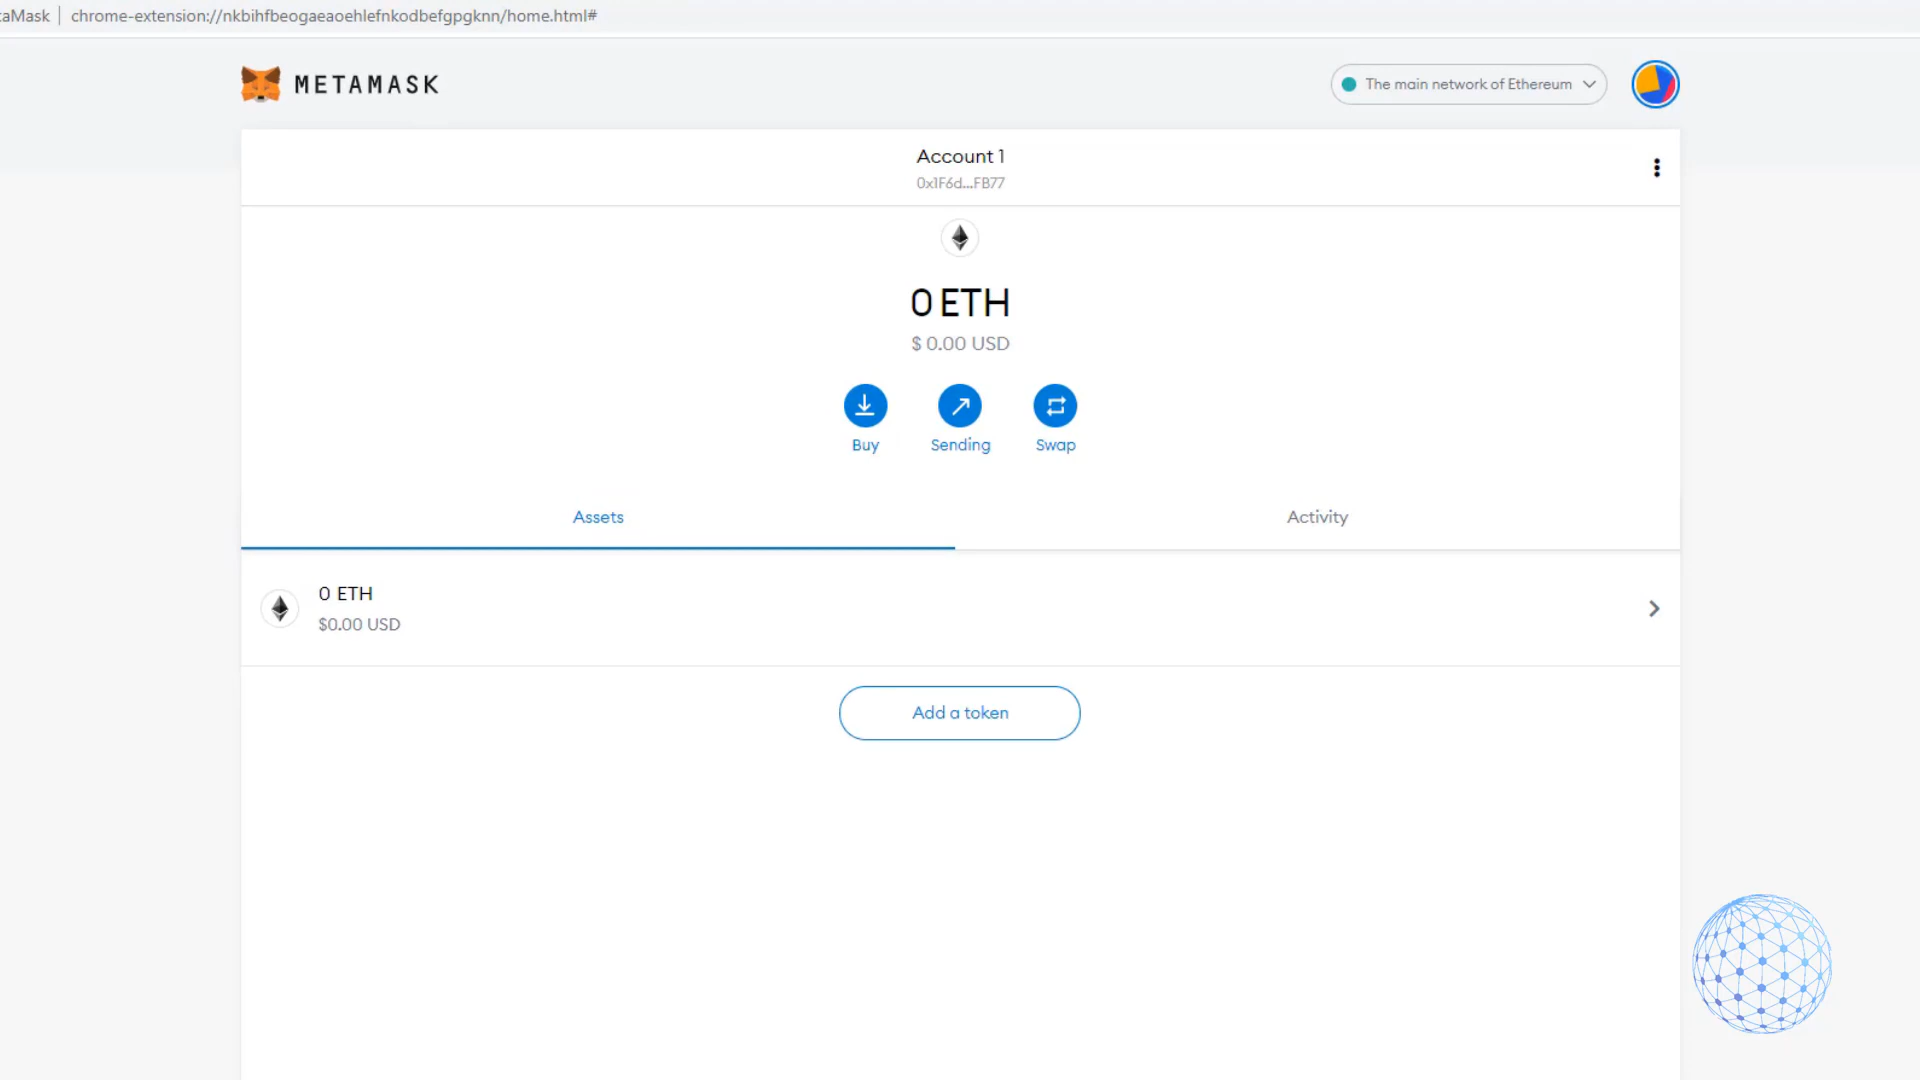 taMask | chrome-extension://nkbihfbeogaeaoehlefnkodbefgpgknn/home.html#
METAMASK
The main network of Ethereum
Account 1
0x1F6d...FB77
0 ETH
$ 0.00 USD
Buy
Sending
Swap
Assets
Activity
0 ETH
$0.00 USD
Add a token